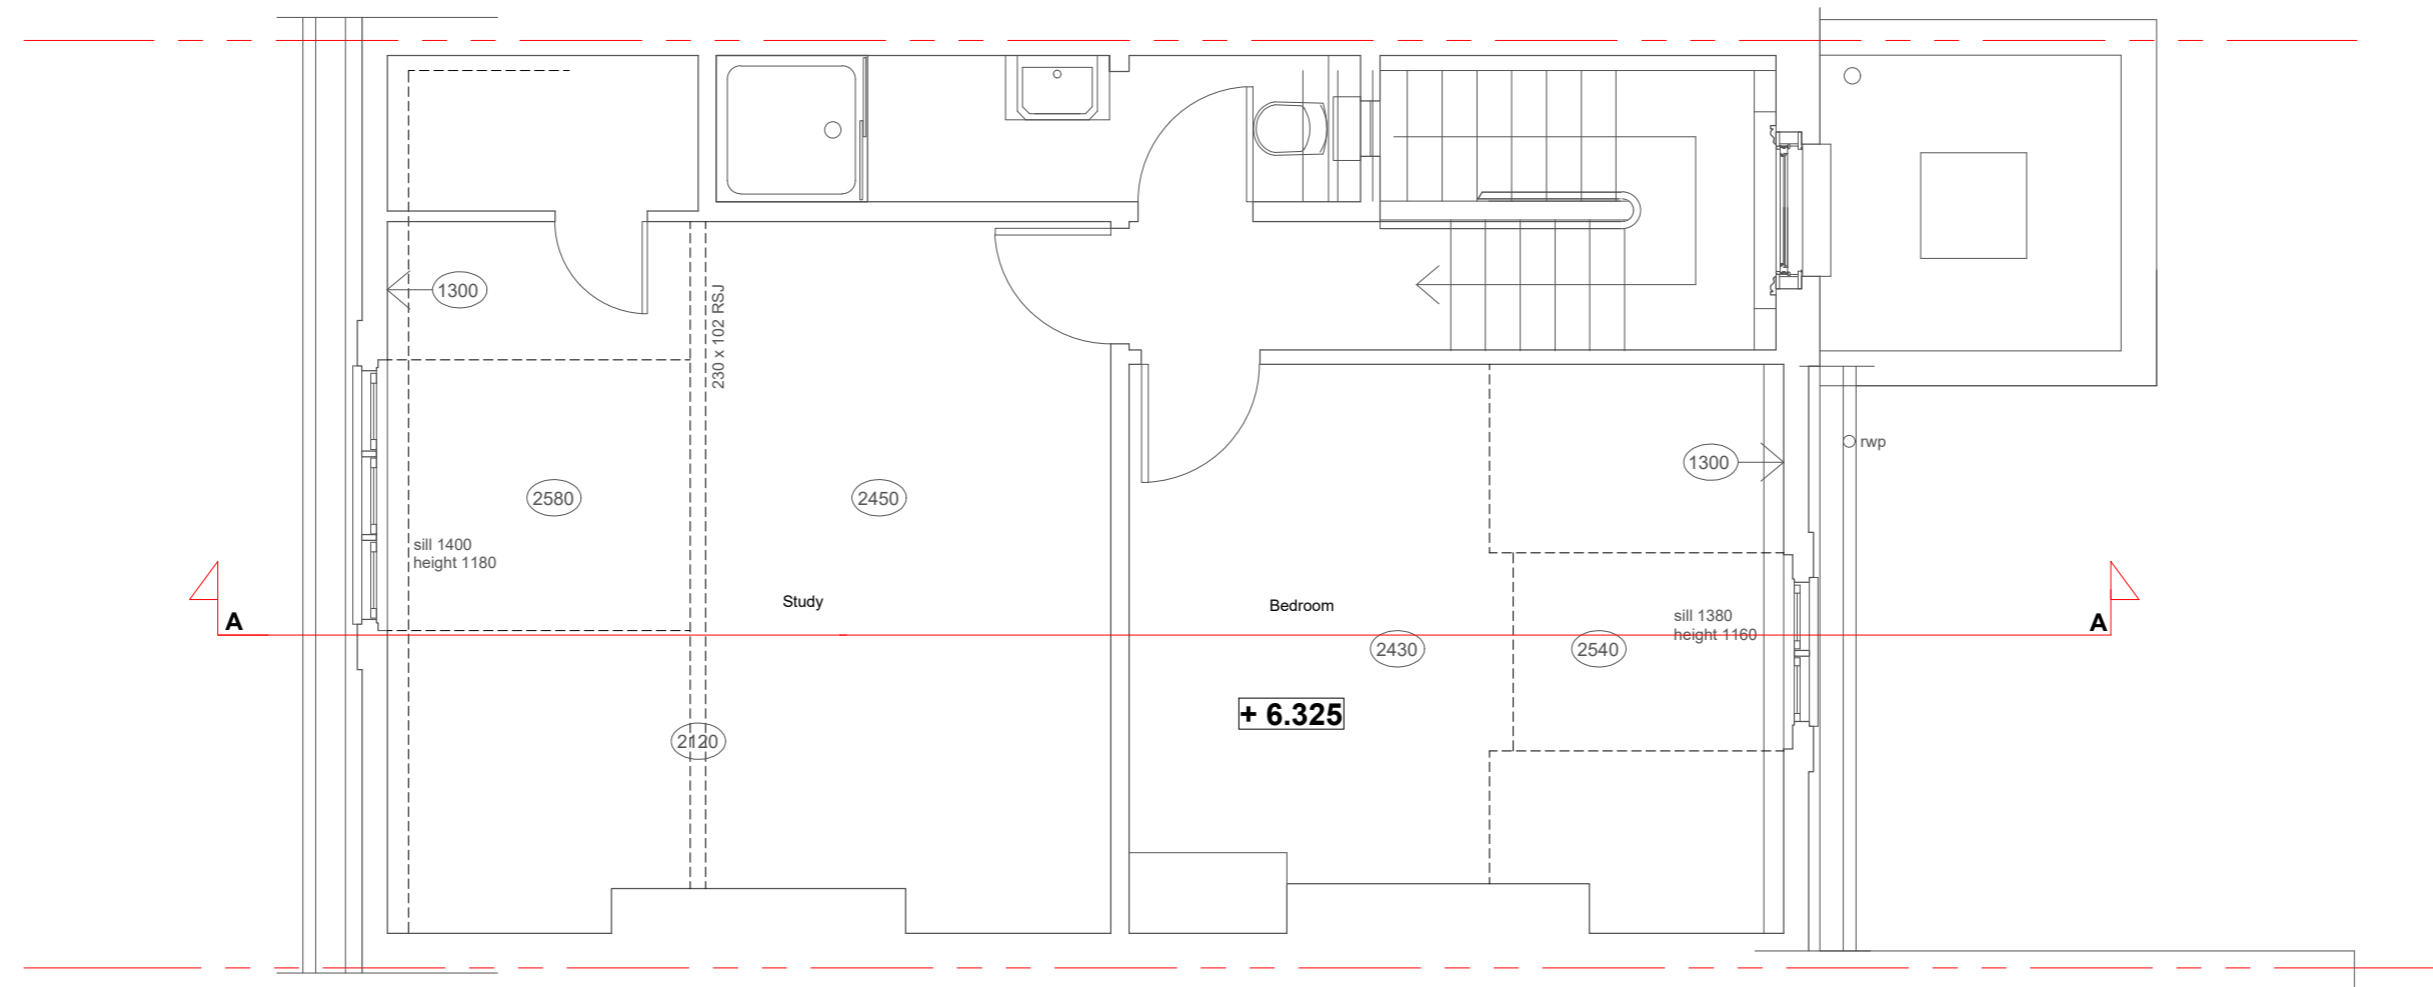 1300
230 x 102 RSJ
rwp
1300
2580
2450
sill 1400
height 1180
Study
Bedroom
sill 1380
height 1160
A
A
2430
2540
+ 6.325
2120